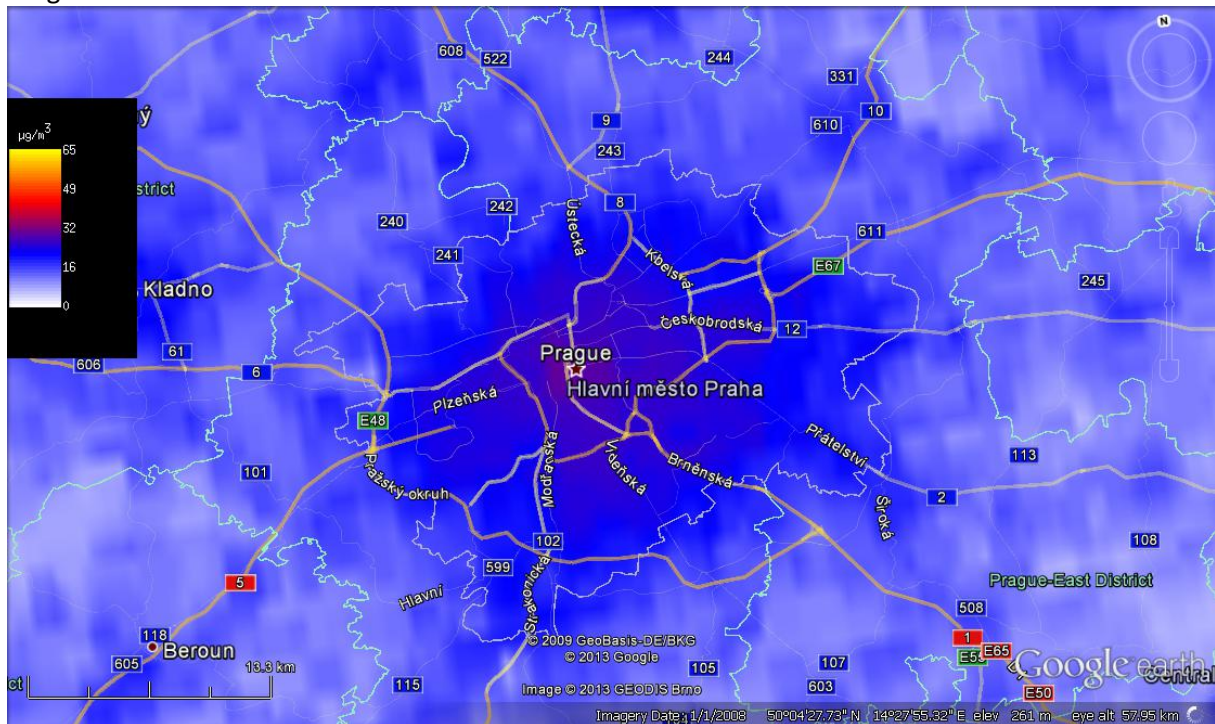 608
522
244
331
10
ý
µg/m³
65
49
32
16
0
strict
9
243
610
240
242
8
Ústecká
611
241
Kbelská
E67
245
Kladno
Českobrodská
12
606
61
6
Prague
Hlavní město Praha
Plzeňská
E48
Přátelství
113
101
Pražský okruh
Modřanská
Vídeňská
Brněnská
2
Široká
102
108
599
5
Hlavní
Strakonická
Prague-East District
508
118
605
Beroun
© 2009 GeoBasis-DE/BKG
© 2013 Google
1
E65
E55
Google earth
Central
13.3 km
115
105
107
603
E50
Image © 2013 GEODIS Brno
Imagery Date: 1/1/2008 50°04'27.73" N 14°27'55.32" E elev 261 m eye alt 57.95 km